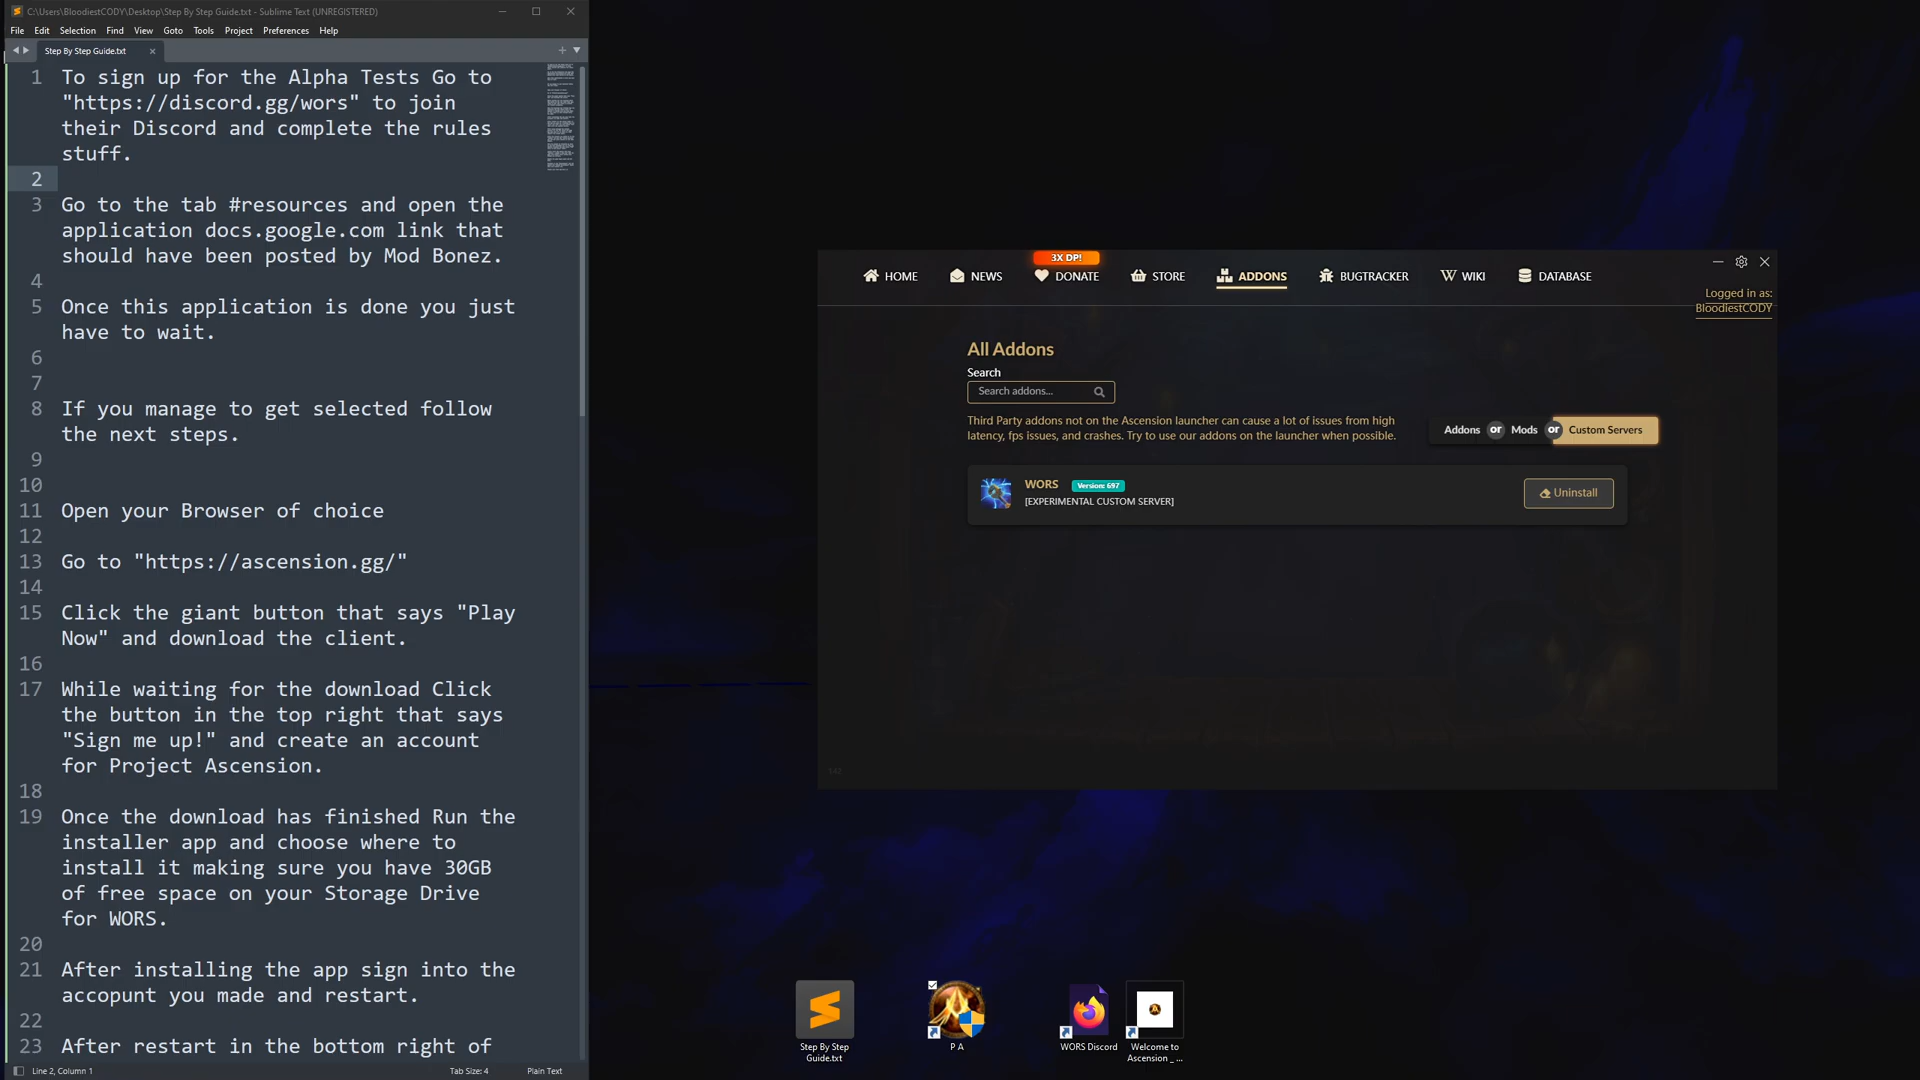 C:\Users\BloodiestCODY\Desktop\Step By Step Guide.txt - Sublime Text (UNREGISTERED)
File Edit Selection Find View Goto Tools Project Preferences Help
Step By Step Guide.txt
1 To sign up for the Alpha Tests Go to
"https://discord.gg/wors" to join
their Discord and complete the rules
stuff.
2
3 Go to the tab #resources and open the
application docs.google.com link that
should have been posted by Mod Bonez.
4
5 Once this application is done you just
have to wait.
6
7
8 If you manage to get selected follow
the next steps.
9
10
11 Open your Browser of choice
12
13 Go to "https://ascension.gg/"
14
15 Click the giant button that says "Play
Now" and download the client.
16
17 While waiting for the download Click
the button in the top right that says
"Sign me up!" and create an account
for Project Ascension.
18
19 Once the download has finished Run the
installer app and choose where to
install it making sure you have 30GB
of free space on your Storage Drive
for WORS.
20
21 After installing the app sign into the
accopunt you made and restart.
22
23 After restart in the bottom right of
Line 2, Column 1 Tab Size: 4 Plain Text
3X DP!
HOME NEWS DONATE STORE ADDONS BUGTRACKER WIKI DATABASE
Logged in as:
BloodiestCODY
All Addons
Search
Search addons...
Third Party addons not on the Ascension launcher can cause a lot of issues from high
latency, fps issues, and crashes. Try to use our addons on the launcher when possible.
Addons or Mods or Custom Servers
WORS Version: 697
[EXPERIMENTAL CUSTOM SERVER]
Uninstall
142
Step By Step
Guide.txt
P A
WORS Discord
Welcome to
Ascension _ ...